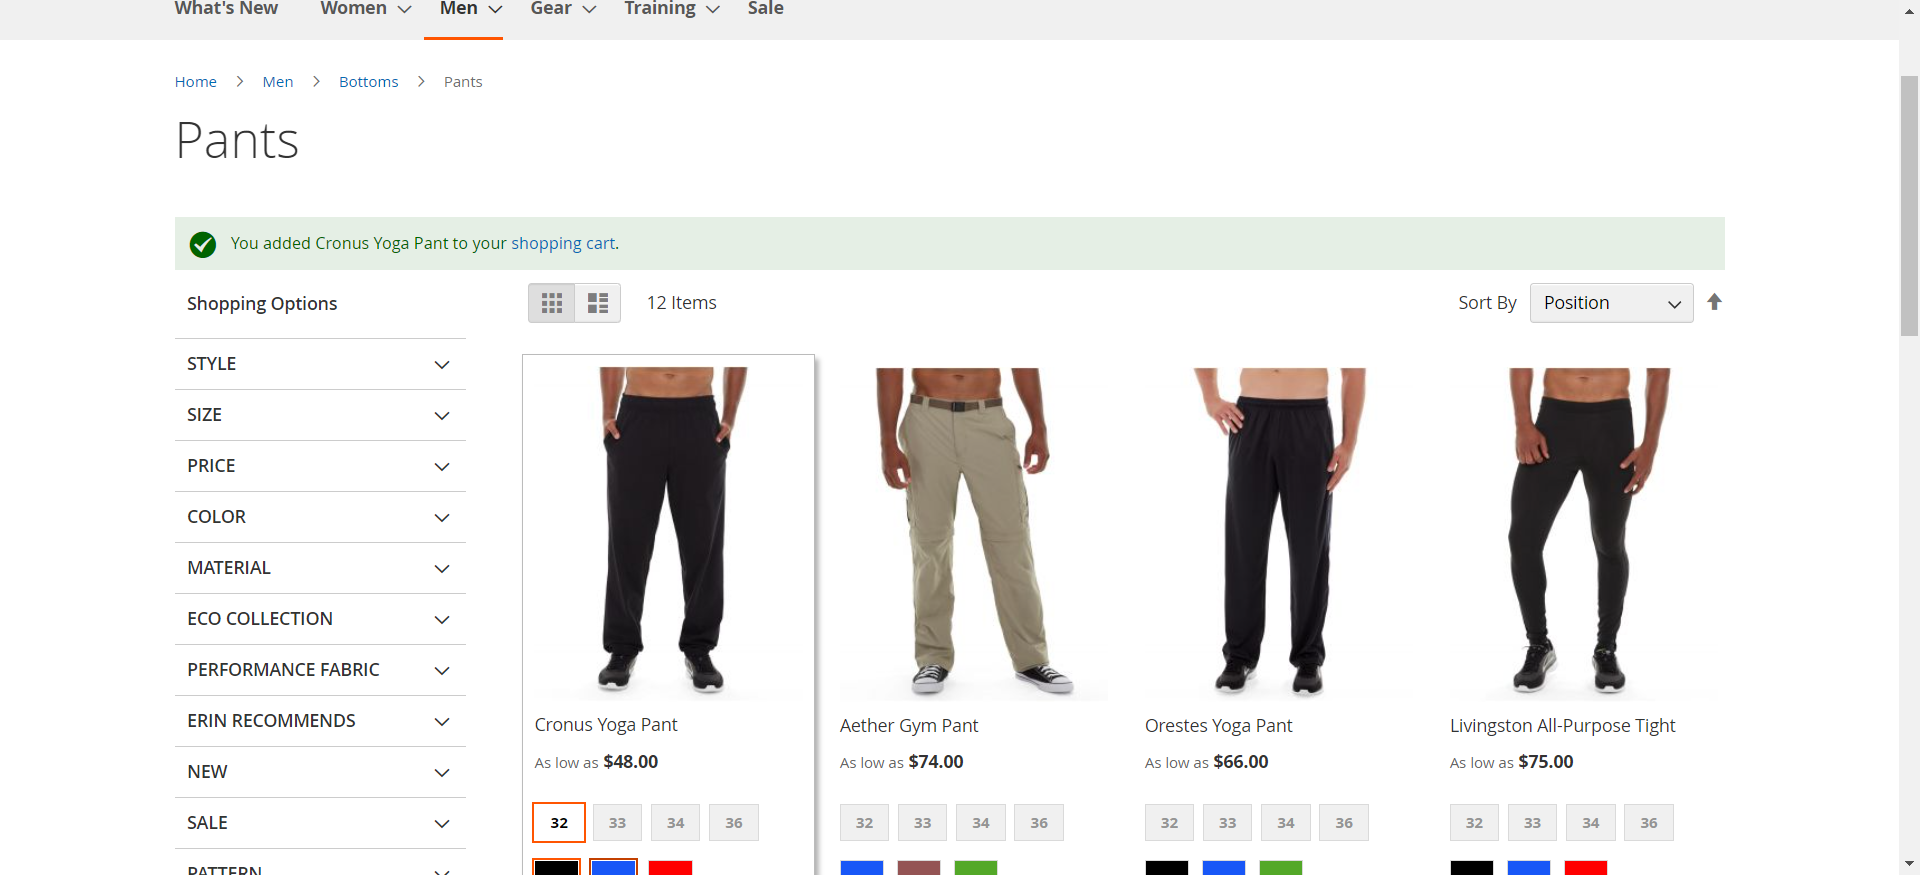 What's New Women Men Gear Training Sale
Home Men Bottoms Pants
Pants
You added Cronus Yoga Pant to your shopping cart.
Shopping Options
12 Items
Sort By Position
STYLE
SIZE
PRICE
COLOR
MATERIAL
ECO COLLECTION
PERFORMANCE FABRIC
ERIN RECOMMENDS
NEW
SALE
PATTERN
Cronus Yoga Pant
As low as $48.00
32 33 34 36
Aether Gym Pant
As low as $74.00
32 33 34 36
Orestes Yoga Pant
As low as $66.00
32 33 34 36
Livingston All-Purpose Tight
As low as $75.00
32 33 34 36